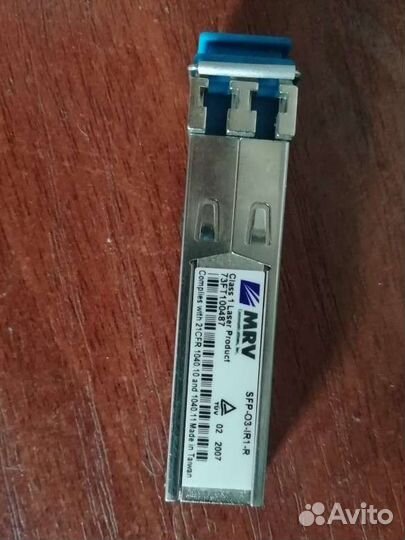 MRV
SFP-O3-IR1-R
Class 1 Laser Product
73FT100487
TÜV
02 2007
Complies with 21CFR 1040.10 and 1040.11 Made in Taiwan
Avito